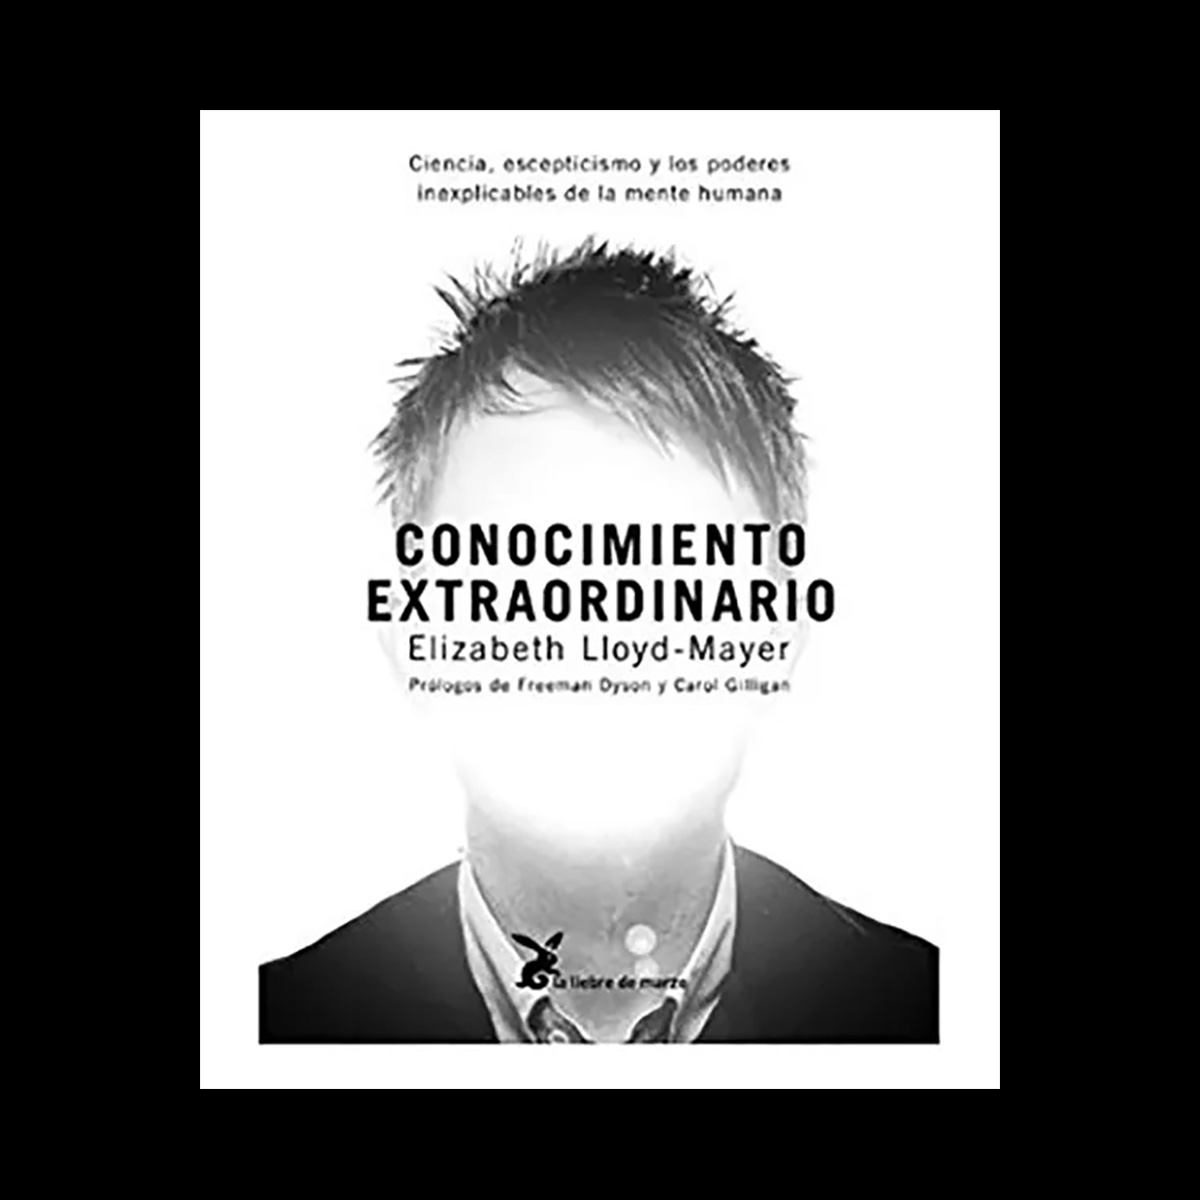 Ciencia, escepticismo y los poderes
inexplicables de la mente humana
CONOCIMIENTO
EXTRAORDINARIO
Elizabeth Lloyd-Mayer
Prólogos de Freeman Dyson y Carol Gilligan
la liebre de marzo